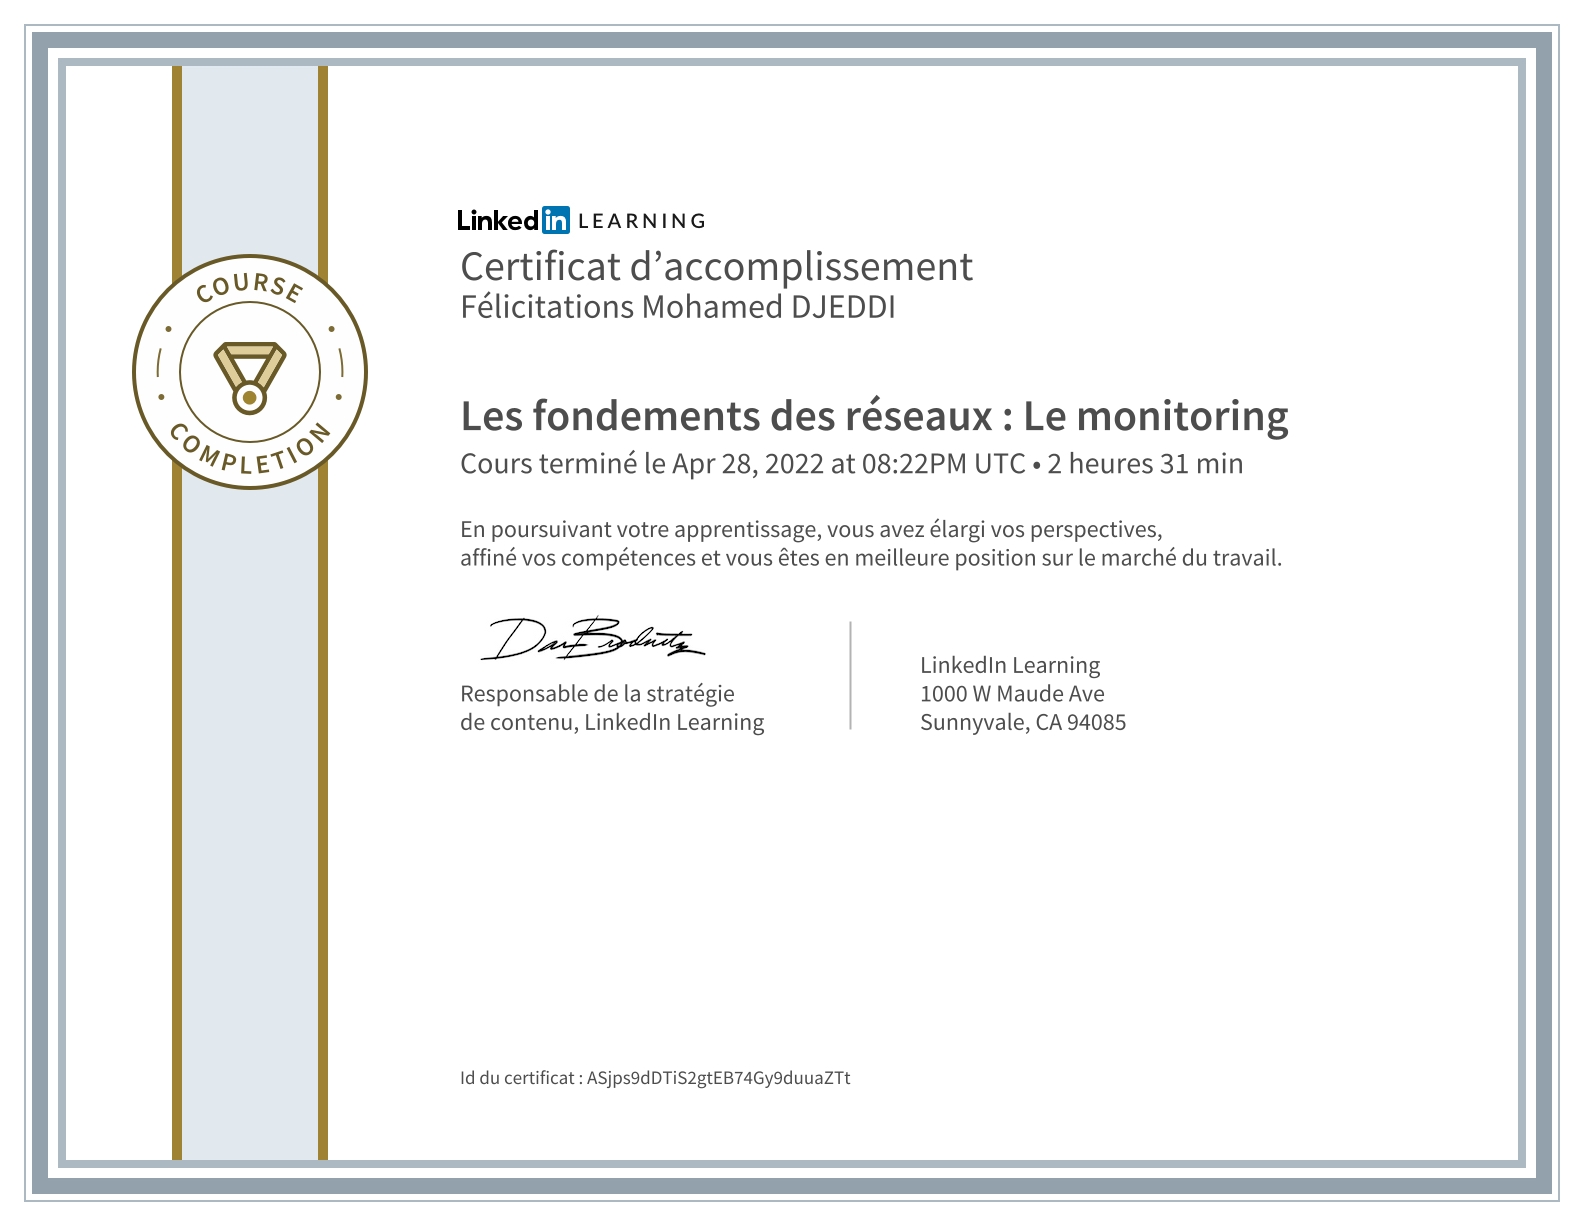 LinkedIn LEARNING
Certificat d’accomplissement
Félicitations Mohamed DJEDDI
COURSE
COMPLETION
Les fondements des réseaux : Le monitoring
Cours terminé le Apr 28, 2022 at 08:22PM UTC • 2 heures 31 min
En poursuivant votre apprentissage, vous avez élargi vos perspectives,
affiné vos compétences et vous êtes en meilleure position sur le marché du travail.
Dan Brodnitz
Responsable de la stratégie
de contenu, LinkedIn Learning
LinkedIn Learning
1000 W Maude Ave
Sunnyvale, CA 94085
Id du certificat : ASjps9dDTiS2gtEB74Gy9duuaZTt